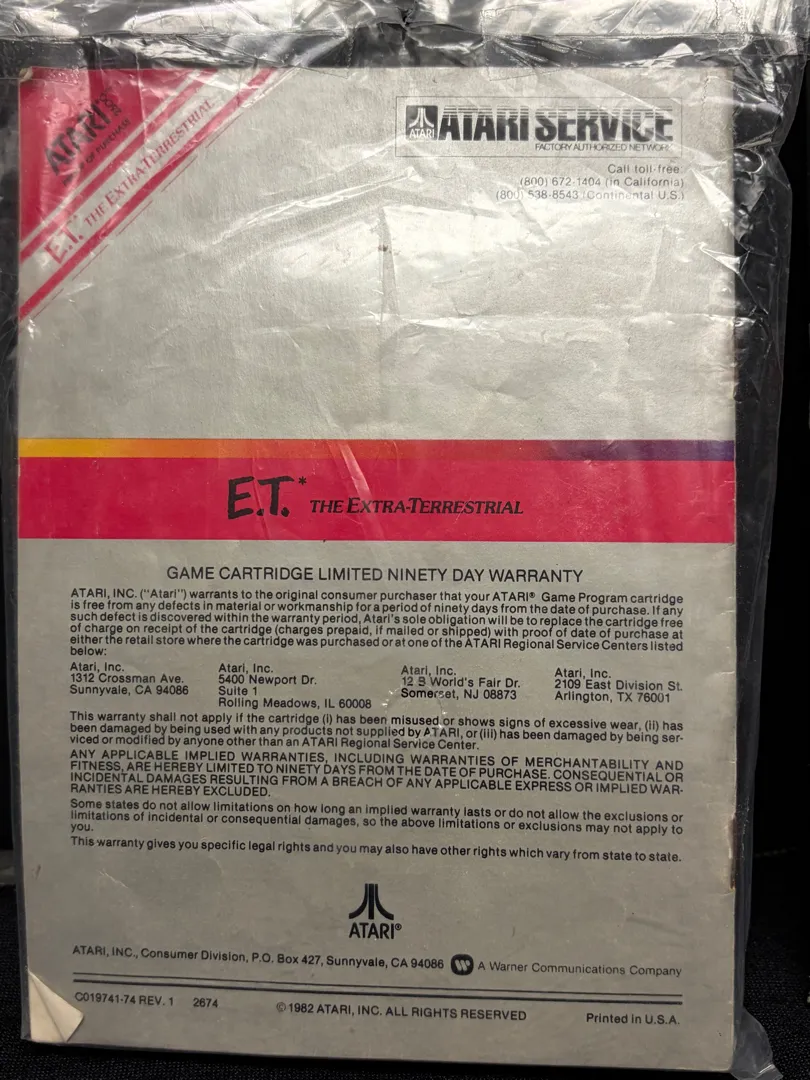 ATARI 2600
OF PURCHASE
E.T.* THE EXTRA-TERRESTRIAL
ATARI
ATARI SERVICE
FACTORY AUTHORIZED NETWORK
Call toll-free:
(800) 672-1404 (in California)
(800) 538-8543 (Continental U.S.)
E.T.* THE EXTRA-TERRESTRIAL
GAME CARTRIDGE LIMITED NINETY DAY WARRANTY
ATARI, INC. ("Atari") warrants to the original consumer purchaser that your ATARI® Game Program cartridge
is free from any defects in material or workmanship for a period of ninety days from the date of purchase. If any
such defect is discovered within the warranty period, Atari's sole obligation will be to replace the cartridge free
of charge on receipt of the cartridge (charges prepaid, if mailed or shipped) with proof of date of purchase at
either the retail store where the cartridge was purchased or at one of the ATARI Regional Service Centers listed
below:
Atari, Inc.
1312 Crossman Ave.
Sunnyvale, CA 94086
Atari, Inc.
5400 Newport Dr.
Suite 1
Rolling Meadows, IL 60008
Atari, Inc.
12 B World's Fair Dr.
Somerset, NJ 08873
Atari, Inc.
2109 East Division St.
Arlington, TX 76001
This warranty shall not apply if the cartridge (i) has been misused or shows signs of excessive wear, (ii) has
been damaged by being used with any products not supplied by ATARI, or (iii) has been damaged by being ser-
viced or modified by anyone other than an ATARI Regional Service Center.
ANY APPLICABLE IMPLIED WARRANTIES, INCLUDING WARRANTIES OF MERCHANTABILITY AND
FITNESS, ARE HEREBY LIMITED TO NINETY DAYS FROM THE DATE OF PURCHASE. CONSEQUENTIAL OR
INCIDENTAL DAMAGES RESULTING FROM A BREACH OF ANY APPLICABLE EXPRESS OR IMPLIED WAR-
RANTIES ARE HEREBY EXCLUDED.
Some states do not allow limitations on how long an implied warranty lasts or do not allow the exclusions or
limitations of incidental or consequential damages, so the above limitations or exclusions may not apply to
you.
This warranty gives you specific legal rights and you may also have other rights which vary from state to state.
ATARI®
ATARI, INC., Consumer Division, P.O. Box 427, Sunnyvale, CA 94086 A Warner Communications Company
C019741-74 REV. 1 2674
© 1982 ATARI, INC. ALL RIGHTS RESERVED
Printed in U.S.A.